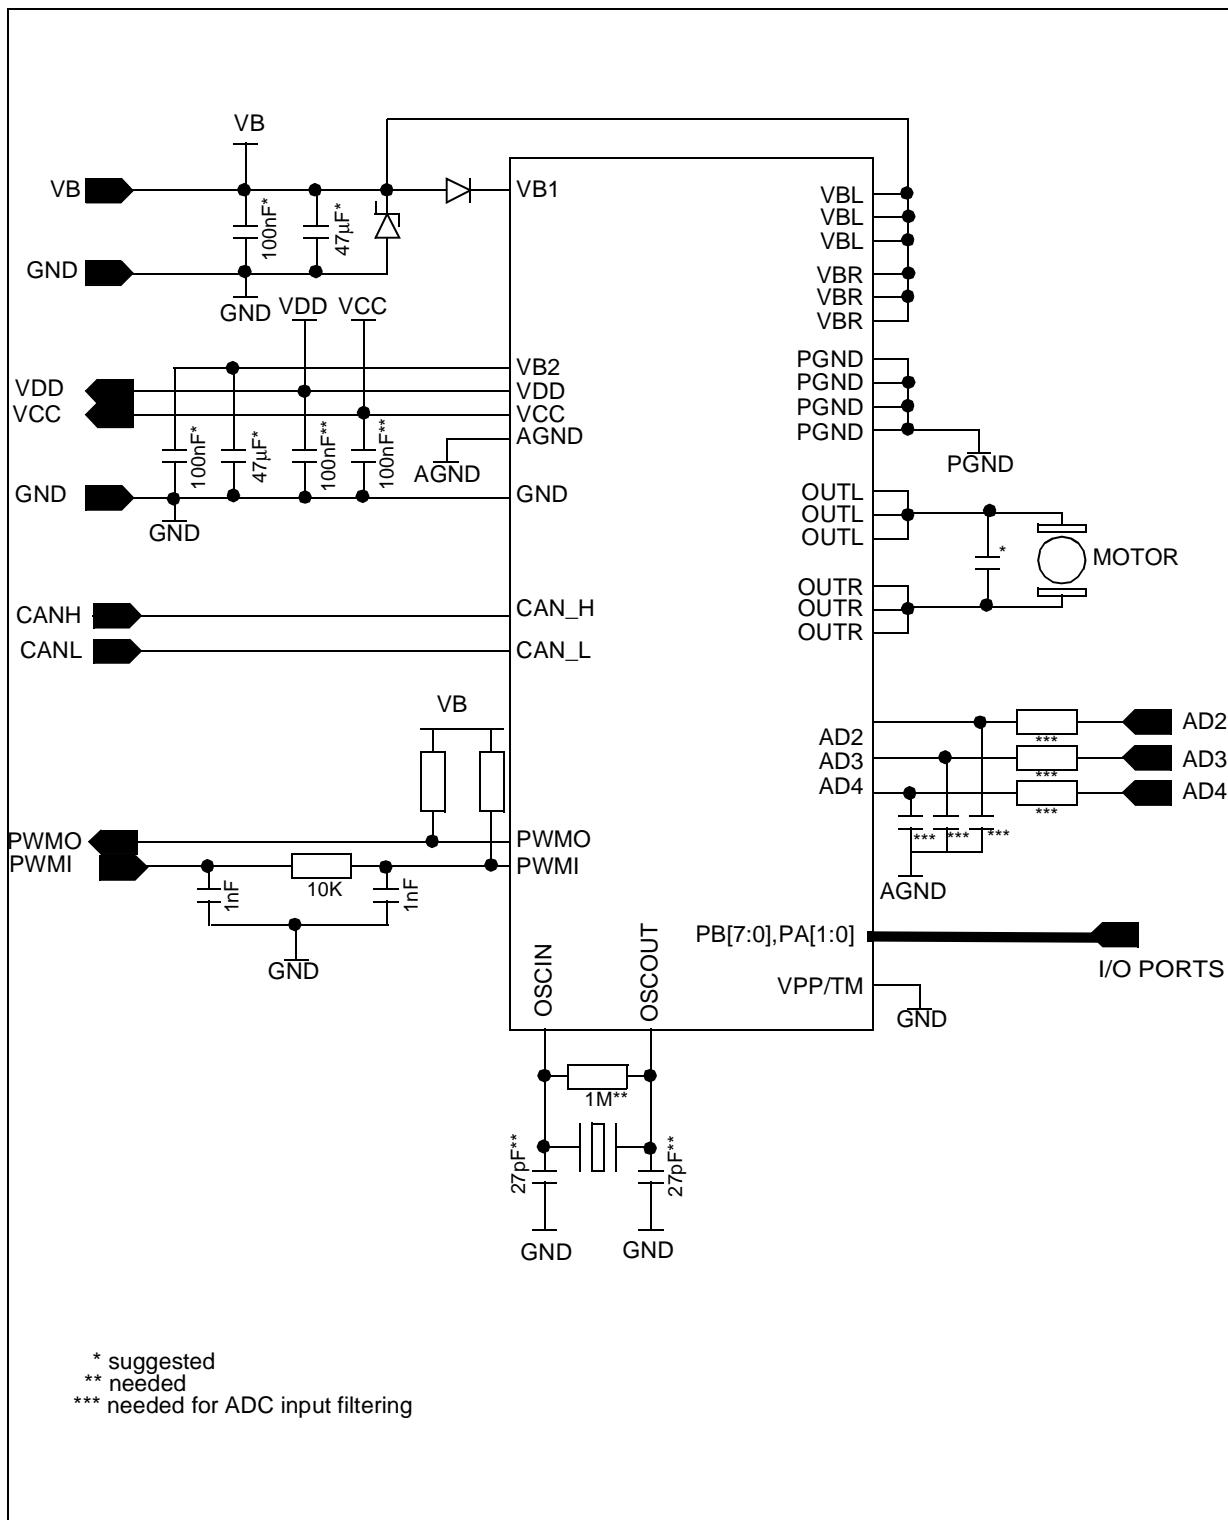 VB
VB
VB1
100nF*
47µF*
GND
GND
VDD
VCC
VBL
VBL
VBL
VBR
VBR
VBR
VB2
VDD
VCC
AGND
VDD
VCC
100nF*
47µF*
100nF**
100nF**
AGND
GND
GND
GND
PGND
PGND
PGND
PGND
PGND
OUTL
OUTL
OUTL
*
MOTOR
OUTR
OUTR
OUTR
CANH
CAN_H
CANL
CAN_L
VB
PWMO
PWMO
PWMI
PWMI
1nF
10K
1nF
GND
AD2
AD3
AD4
***
***
***
AD2
AD3
AD4
***
***
***
AGND
PB[7:0],PA[1:0]
I/O PORTS
VPP/TM
GND
OSCIN
OSCOUT
1M**
27pF**
27pF**
GND
GND
* suggested
** needed
*** needed for ADC input filtering